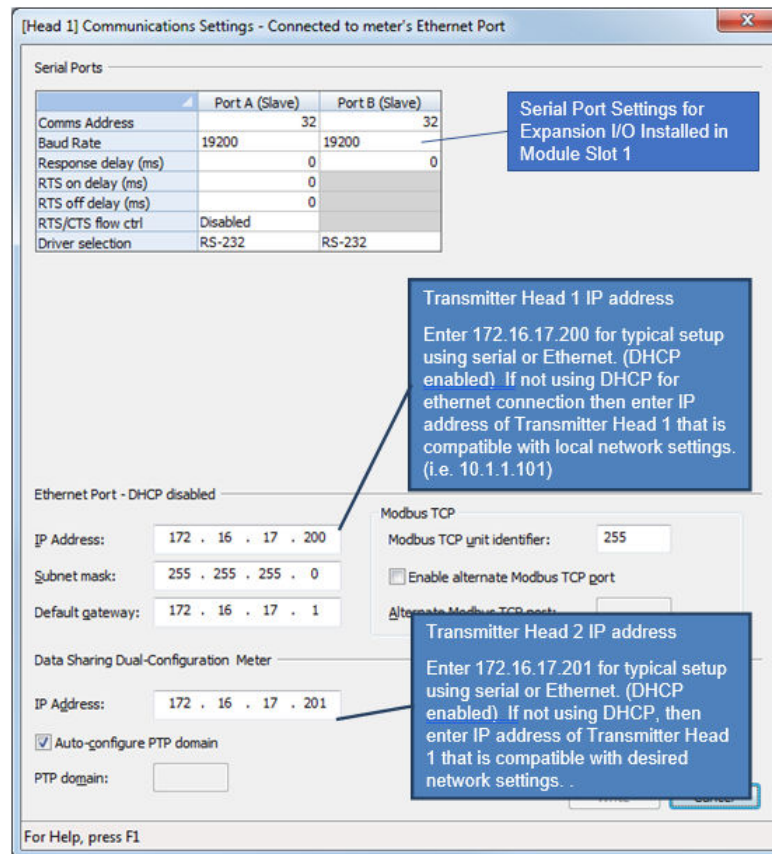 [Head 1] Communications Settings - Connected to meter's Ethernet Port
Serial Ports
Port A (Slave) Port B (Slave)
Comms Address 32 32
Baud Rate 19200 19200
Response delay (ms) 0 0
RTS on delay (ms) 0
RTS off delay (ms) 0
RTS/CTS flow ctrl Disabled
Driver selection RS-232 RS-232
Serial Port Settings for
Expansion I/O Installed in
Module Slot 1
Transmitter Head 1 IP address
Enter 172.16.17.200 for typical setup
using serial or Ethernet. (DHCP
enabled) If not using DHCP for
ethernet connection then enter IP
address of Transmitter Head 1 that is
compatible with local network settings.
(i.e. 10.1.1.101)
Ethernet Port - DHCP disabled
IP Address: 172 . 16 . 17 . 200
Subnet mask: 255 . 255 . 255 . 0
Default gateway: 172 . 16 . 17 . 1
Modbus TCP
Modbus TCP unit identifier: 255
Enable alternate Modbus TCP port
Alternate Modbus TCP port:
Data Sharing Dual-Configuration Meter
IP Address: 172 . 16 . 17 . 201
Auto-configure PTP domain
PTP domain:
Transmitter Head 2 IP address
Enter 172.16.17.201 for typical setup
using serial or Ethernet. (DHCP
enabled) If not using DHCP, then
enter IP address of Transmitter Head
1 that is compatible with desired
network settings. .
For Help, press F1